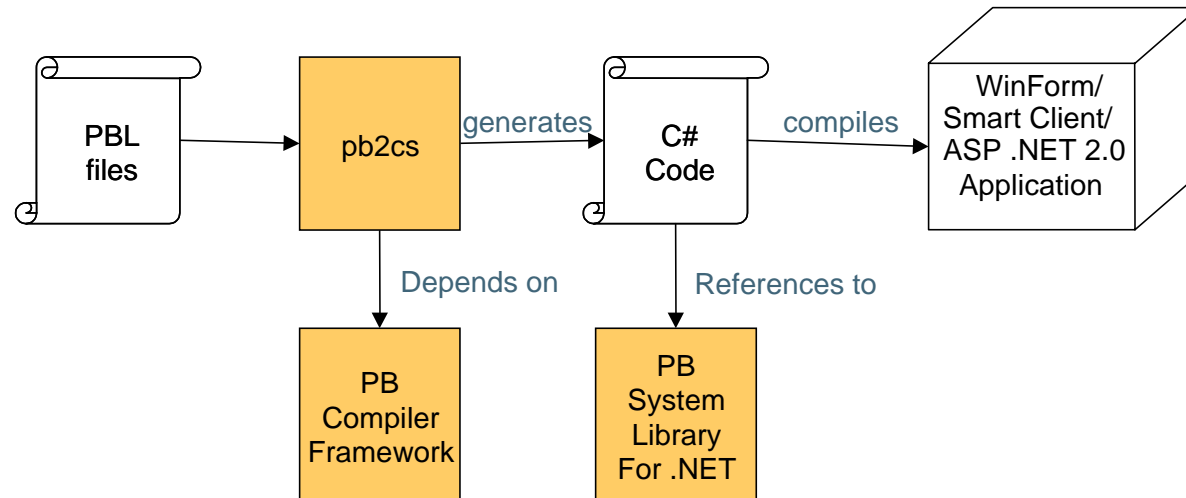 PBL
files
pb2cs
generates
C#
Code
compiles
WinForm/
Smart Client/
ASP .NET 2.0
Application
Depends on
References to
PB
Compiler
Framework
PB
System
Library
For .NET